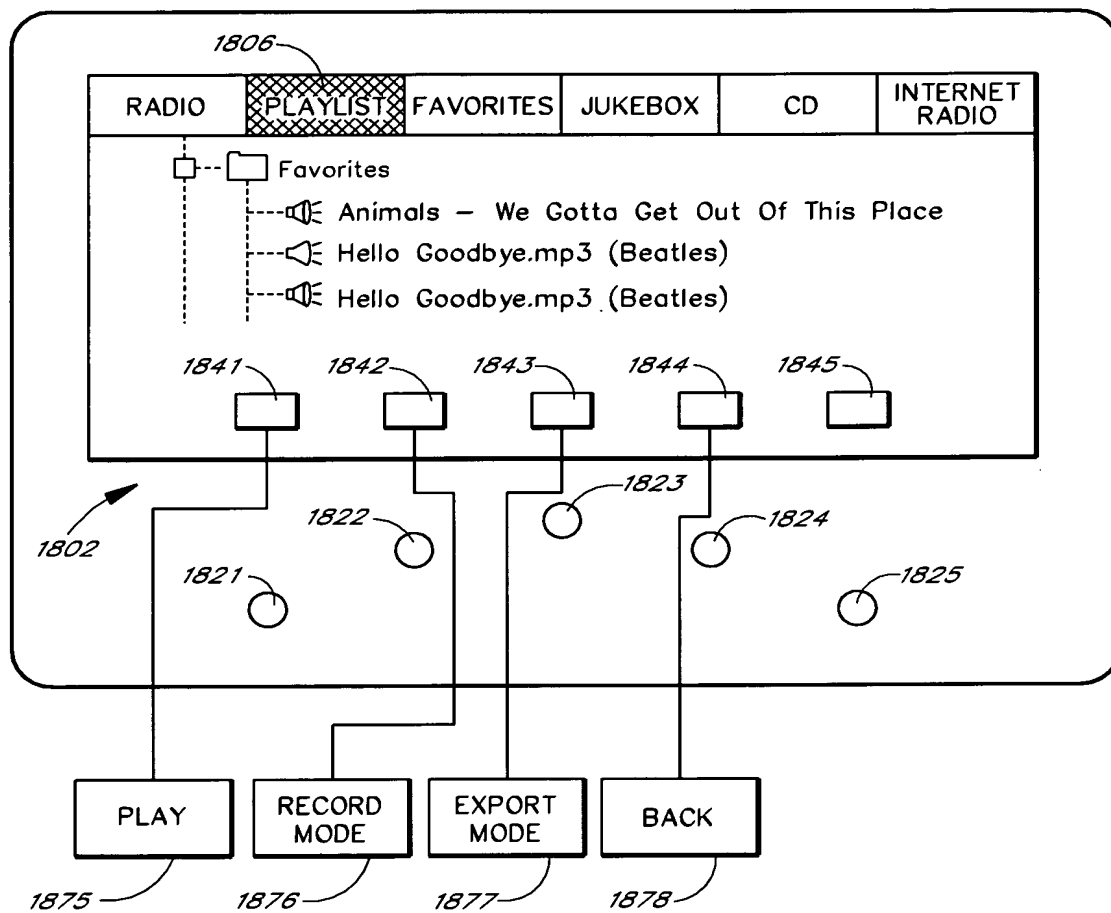 1806
RADIO PLAYLIST FAVORITES JUKEBOX CD INTERNET RADIO
Favorites
Animals – We Gotta Get Out Of This Place
Hello Goodbye.mp3 (Beatles)
Hello Goodbye.mp3 (Beatles)
1841 1842 1843 1844 1845
1802 1822 1823 1824
1821 1825
PLAY RECORD MODE EXPORT MODE BACK
1875 1876 1877 1878